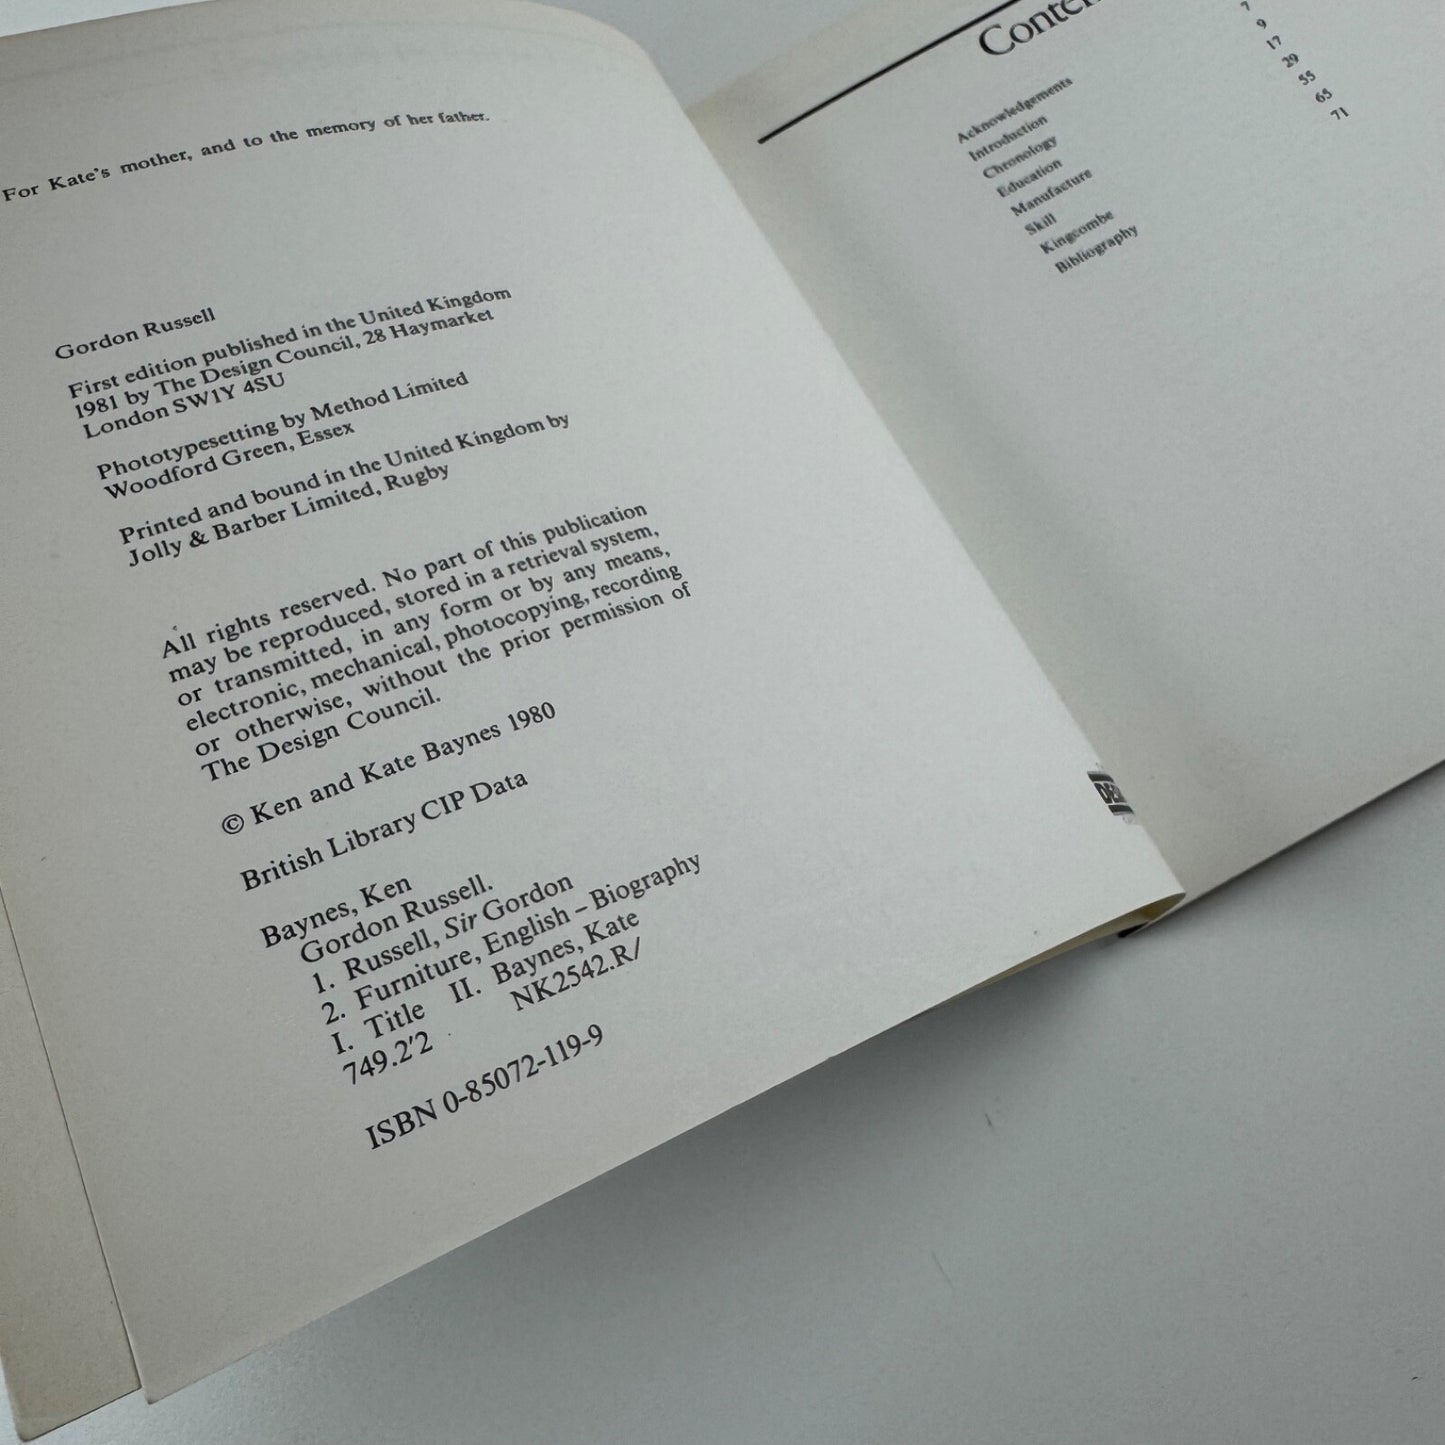 For Kate's mother, and to the memory of her father.
Gordon Russell
First edition published in the United Kingdom
1981 by The Design Council, 28 Haymarket
London SW1Y 4SU
Phototypesetting by Method Limited
Woodford Green, Essex
Printed and bound in the United Kingdom by
Jolly & Barber Limited, Rugby
All rights reserved. No part of this publication
may be reproduced, stored in a retrieval system,
or transmitted, in any form or by any means,
electronic, mechanical, photocopying, recording
or otherwise, without the prior permission of
The Design Council.
© Ken and Kate Baynes 1980
British Library CIP Data
Baynes, Ken
Gordon Russell.
1. Russell, Sir Gordon
2. Furniture, English – Biography
I. Title II. Baynes, Kate
749.2'2 NK2542.R/
ISBN 0-85072-119-9
Acknowledgements
Introduction 7
Chronology 9
Education 17
Manufacture 29
Skill 55
Kingcombe 65
Bibliography 71